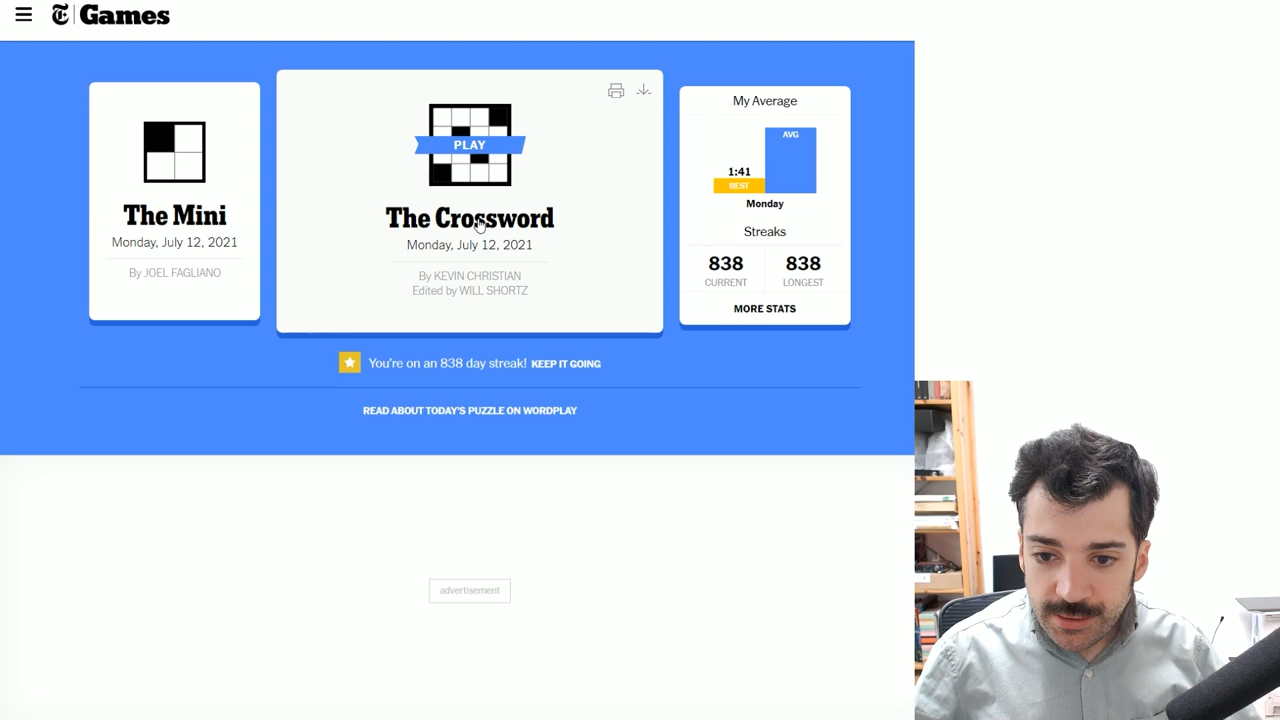 T Games
The Mini
Monday, July 12, 2021
By JOEL FAGLIANO
PLAY
The Crossword
Monday, July 12, 2021
By KEVIN CHRISTIAN
Edited by WILL SHORTZ
My Average
AVG
1:41
BEST
Monday
Streaks
838
838
CURRENT
LONGEST
MORE STATS
You're on an 838 day streak! KEEP IT GOING
READ ABOUT TODAY'S PUZZLE ON WORDPLAY
advertisement